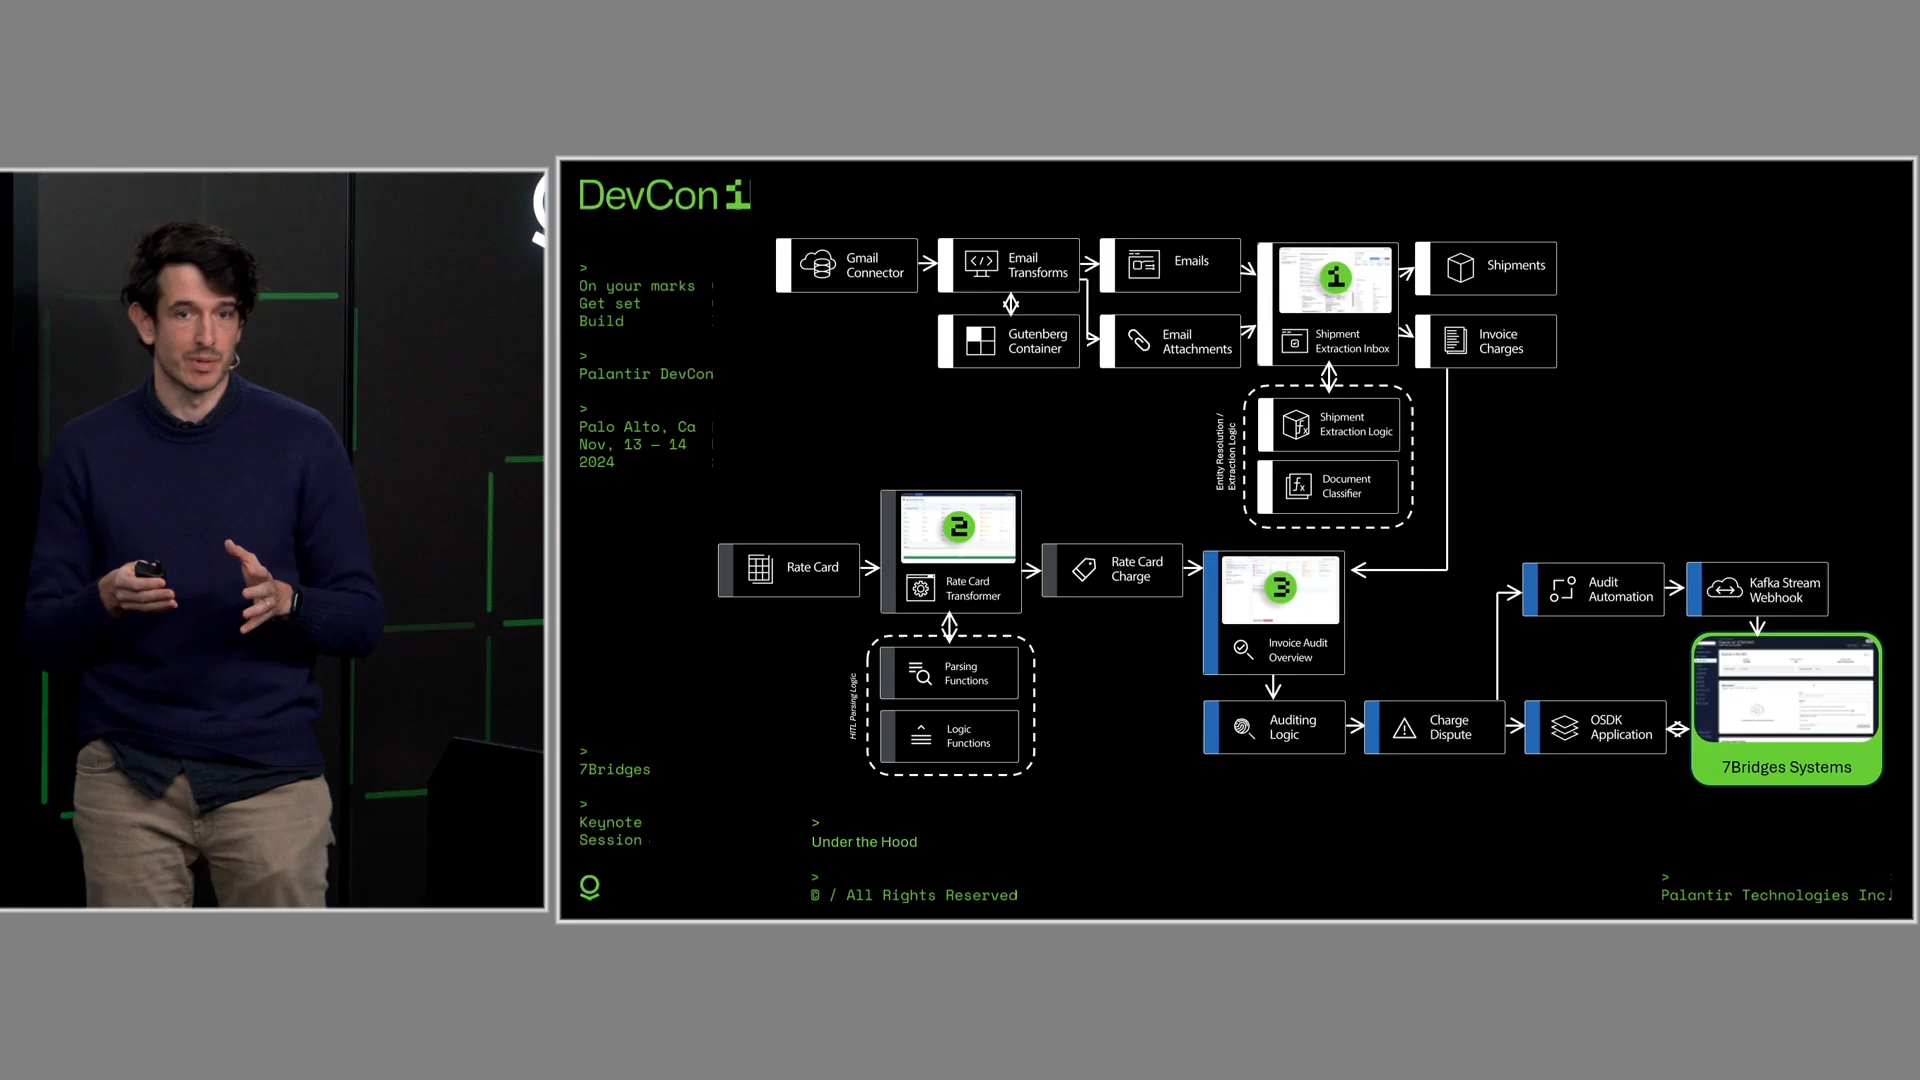 DevCon 1
>
On your marks
Get set
Build
>
Palantir DevCon
>
Palo Alto, Ca
Nov, 13 – 14
2024
>
7Bridges
>
Keynote
Session
Gmail
Connector
Email
Transforms
Gutenberg
Container
Emails
Email
Attachments
1
Shipment
Extraction Inbox
Shipments
Invoice
Charges
Entity Resolution /
Extraction Logic
Shipment
Extraction Logic
Document
Classifier
Rate Card
2
Rate Card
Transformer
HITL Parsing Logic
Parsing
Functions
Logic
Functions
Rate Card
Charge
3
Invoice Audit
Overview
Auditing
Logic
Charge
Dispute
Audit
Automation
Kafka Stream
Webhook
OSDK
Application
7Bridges Systems
>
Under the Hood
>
© / All Rights Reserved
>
Palantir Technologies Inc.